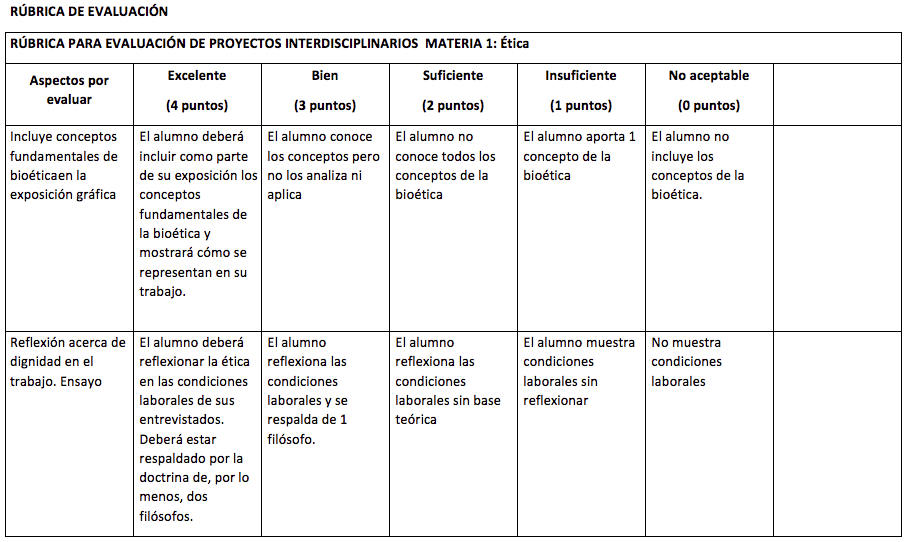 RÚBRICA DE EVALUACIÓN
RÚBRICA PARA EVALUACIÓN DE PROYECTOS INTERDISCIPLINARIOS MATERIA 1: Ética
Aspectos por
evaluar
Excelente
(4 puntos)
Bien
(3 puntos)
Suficiente
(2 puntos)
Insuficiente
(1 puntos)
No aceptable
(0 puntos)
Incluye conceptos
fundamentales de
bioéticaen la
exposición gráfica
El alumno deberá
incluir como parte
de su exposición los
conceptos
fundamentales de
la bioética y
mostrará cómo se
representan en su
trabajo.
El alumno conoce
los conceptos pero
no los analiza ni
aplica
El alumno no
conoce todos los
conceptos de la
bioética
El alumno aporta 1
concepto de la
bioética
El alumno no
incluye los
conceptos de la
bioética.
Reflexión acerca de
dignidad en el
trabajo. Ensayo
El alumno deberá
reflexionar la ética
en las condiciones
laborales de sus
entrevistados.
Deberá estar
respaldado por la
doctrina de, por lo
menos, dos
filósofos.
El alumno
reflexiona las
condiciones
laborales y se
respalda de 1
filósofo.
El alumno
reflexiona las
condiciones
laborales sin base
teórica
El alumno muestra
condiciones
laborales sin
reflexionar
No muestra
condiciones
laborales